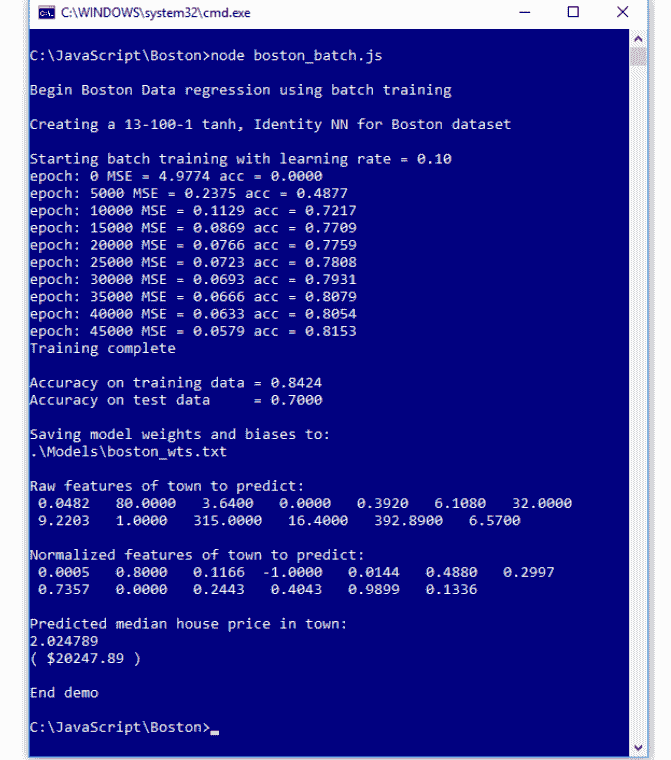 C:\WINDOWS\system32\cmd.exe
C:\JavaScript\Boston>node boston_batch.js
Begin Boston Data regression using batch training
Creating a 13-100-1 tanh, Identity NN for Boston dataset
Starting batch training with learning rate = 0.10
epoch: 0 MSE = 4.9774 acc = 0.0000
epoch: 5000 MSE = 0.2375 acc = 0.4877
epoch: 10000 MSE = 0.1129 acc = 0.7217
epoch: 15000 MSE = 0.0869 acc = 0.7709
epoch: 20000 MSE = 0.0766 acc = 0.7759
epoch: 25000 MSE = 0.0723 acc = 0.7808
epoch: 30000 MSE = 0.0693 acc = 0.7931
epoch: 35000 MSE = 0.0666 acc = 0.8079
epoch: 40000 MSE = 0.0633 acc = 0.8054
epoch: 45000 MSE = 0.0579 acc = 0.8153
Training complete
Accuracy on training data = 0.8424
Accuracy on test data     = 0.7000
Saving model weights and biases to:
.\Models\boston_wts.txt
Raw features of town to predict:
0.0482   80.0000   3.6400   0.0000   0.3920   6.1080   32.0000
9.2203   1.0000   315.0000   16.4000   392.8900   6.5700
Normalized features of town to predict:
0.0005   0.8000   0.1166  -1.0000   0.0144   0.4880   0.2997
0.7357   0.0000   0.2443   0.4043   0.9899   0.1336
Predicted median house price in town:
2.024789
( $20247.89 )
End demo
C:\JavaScript\Boston>_